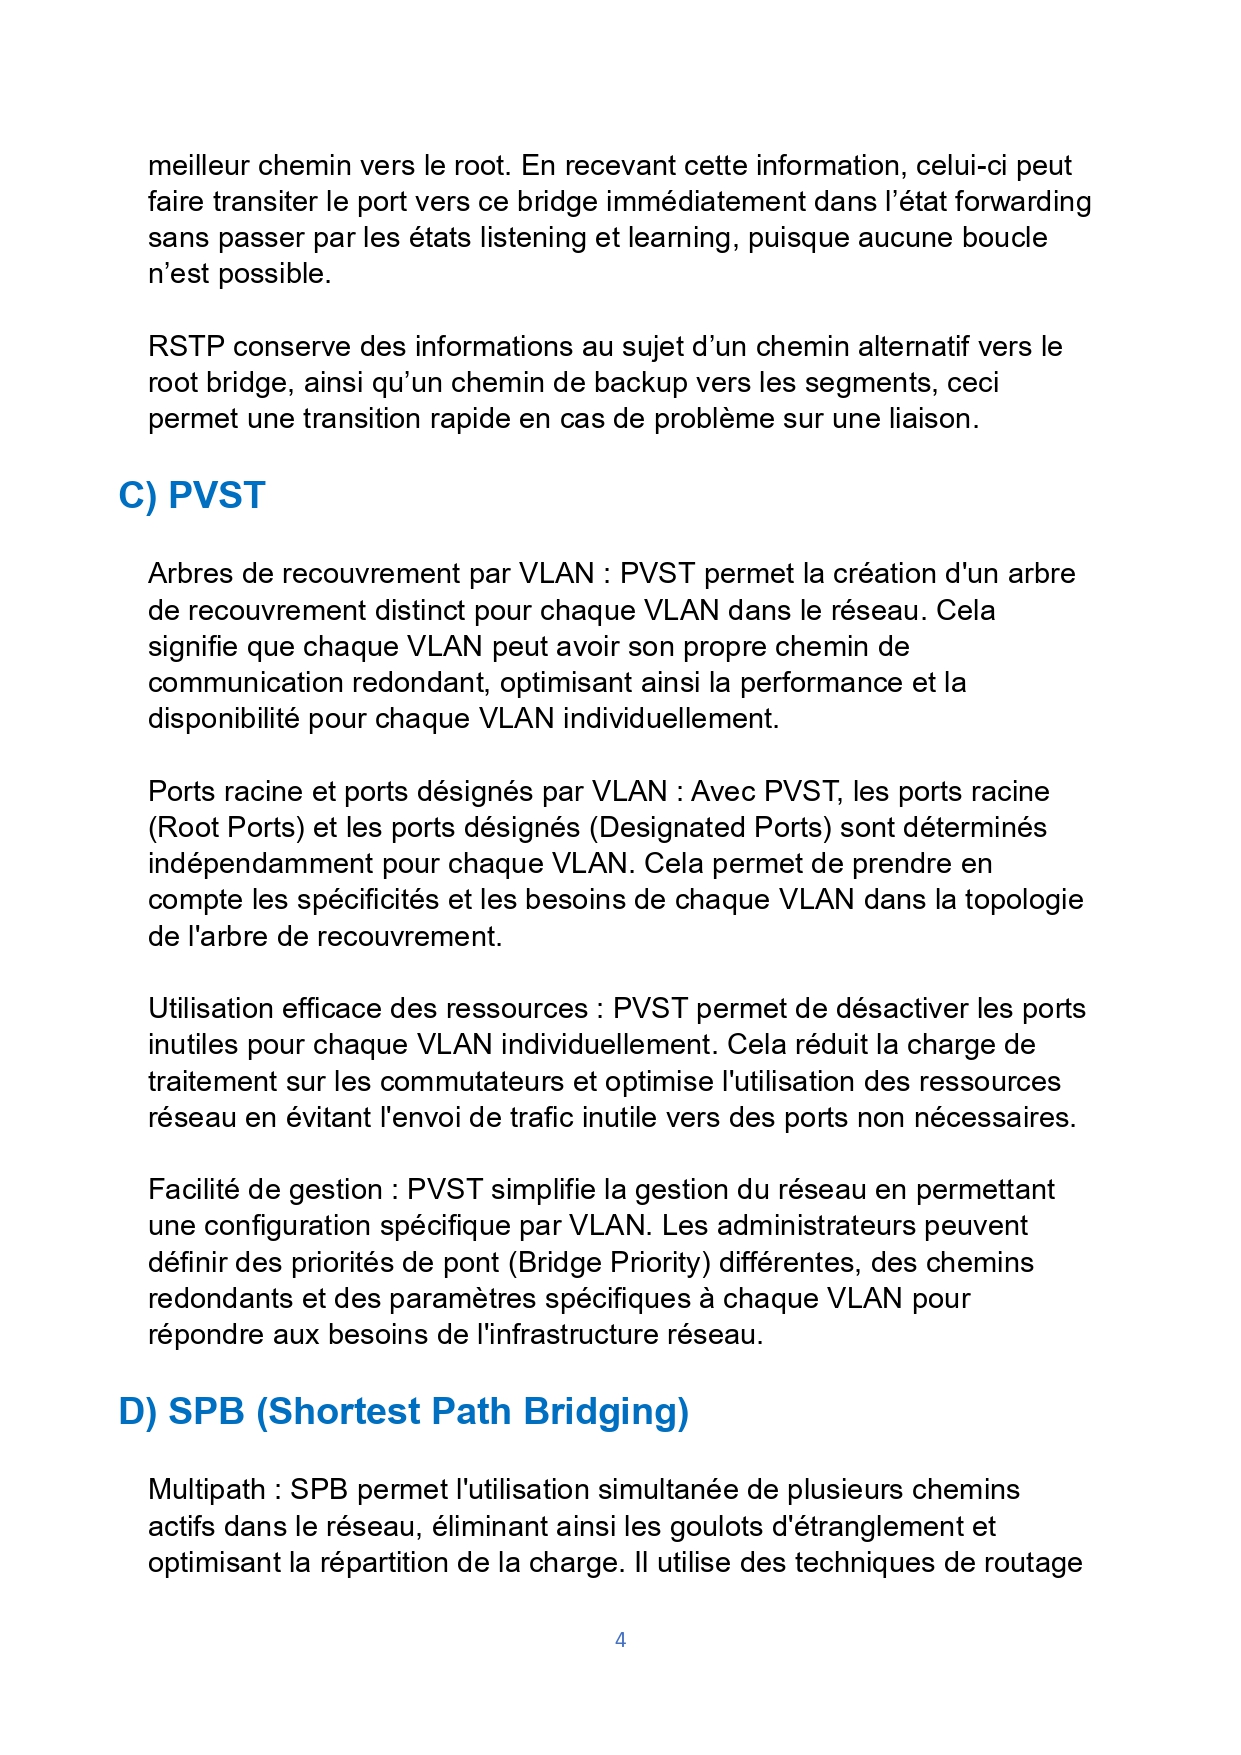 meilleur chemin vers le root. En recevant cette information, celui-ci peut
faire transiter le port vers ce bridge immédiatement dans l’état forwarding
sans passer par les états listening et learning, puisque aucune boucle
n’est possible.
RSTP conserve des informations au sujet d’un chemin alternatif vers le
root bridge, ainsi qu’un chemin de backup vers les segments, ceci
permet une transition rapide en cas de problème sur une liaison.
C) PVST
Arbres de recouvrement par VLAN : PVST permet la création d'un arbre
de recouvrement distinct pour chaque VLAN dans le réseau. Cela
signifie que chaque VLAN peut avoir son propre chemin de
communication redondant, optimisant ainsi la performance et la
disponibilité pour chaque VLAN individuellement.
Ports racine et ports désignés par VLAN : Avec PVST, les ports racine
(Root Ports) et les ports désignés (Designated Ports) sont déterminés
indépendamment pour chaque VLAN. Cela permet de prendre en
compte les spécificités et les besoins de chaque VLAN dans la topologie
de l'arbre de recouvrement.
Utilisation efficace des ressources : PVST permet de désactiver les ports
inutiles pour chaque VLAN individuellement. Cela réduit la charge de
traitement sur les commutateurs et optimise l'utilisation des ressources
réseau en évitant l'envoi de trafic inutile vers des ports non nécessaires.
Facilité de gestion : PVST simplifie la gestion du réseau en permettant
une configuration spécifique par VLAN. Les administrateurs peuvent
définir des priorités de pont (Bridge Priority) différentes, des chemins
redondants et des paramètres spécifiques à chaque VLAN pour
répondre aux besoins de l'infrastructure réseau.
D) SPB (Shortest Path Bridging)
Multipath : SPB permet l'utilisation simultanée de plusieurs chemins
actifs dans le réseau, éliminant ainsi les goulots d'étranglement et
optimisant la répartition de la charge. Il utilise des techniques de routage
4